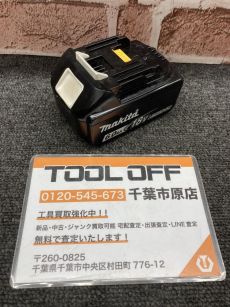 makita
6.0Ah
18V
TOOL OFF
0120-545-673 千葉市原店
工具買取強化中！！
新品・中古・ジャンク買取可能 宅配査定・出張査定・LINE査定
無料で査定いたします！
〒260-0825
千葉県千葉市中央区村田町 776-12